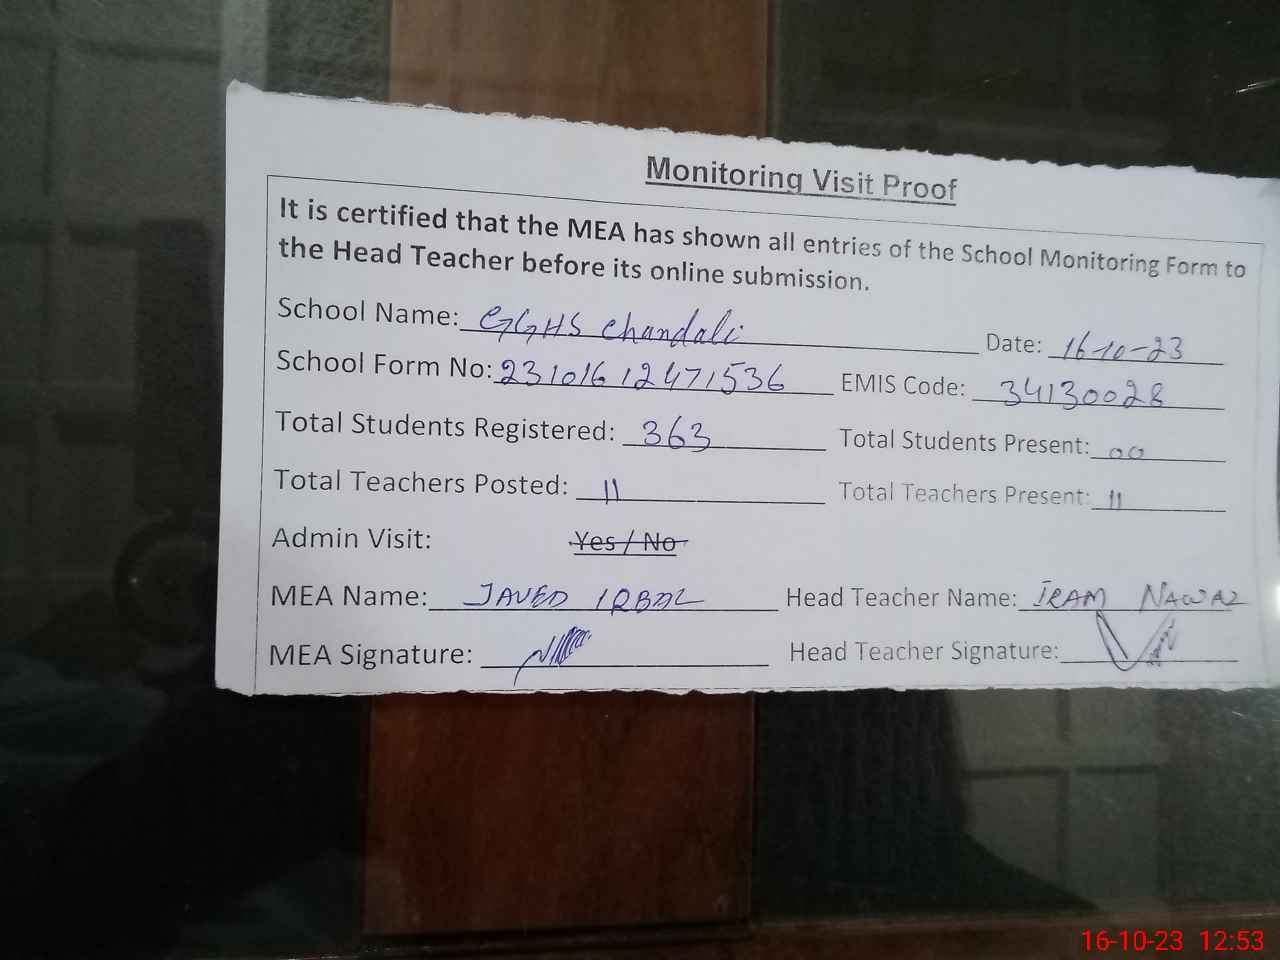 Monitoring Visit Proof
It is certified that the MEA has shown all entries of the School Monitoring Form to
the Head Teacher before its online submission.
School Name: GGHS Chandali Date: 16-10-23
School Form No: 23101612471536 EMIS Code: 34130028
Total Students Registered: 363 Total Students Present: 00
Total Teachers Posted: 11 Total Teachers Present: 11
Admin Visit: Yes / No
MEA Name: JAVED IQBAL Head Teacher Name: IRAM NAWAZ
MEA Signature: Head Teacher Signature:
16-10-23 12:53